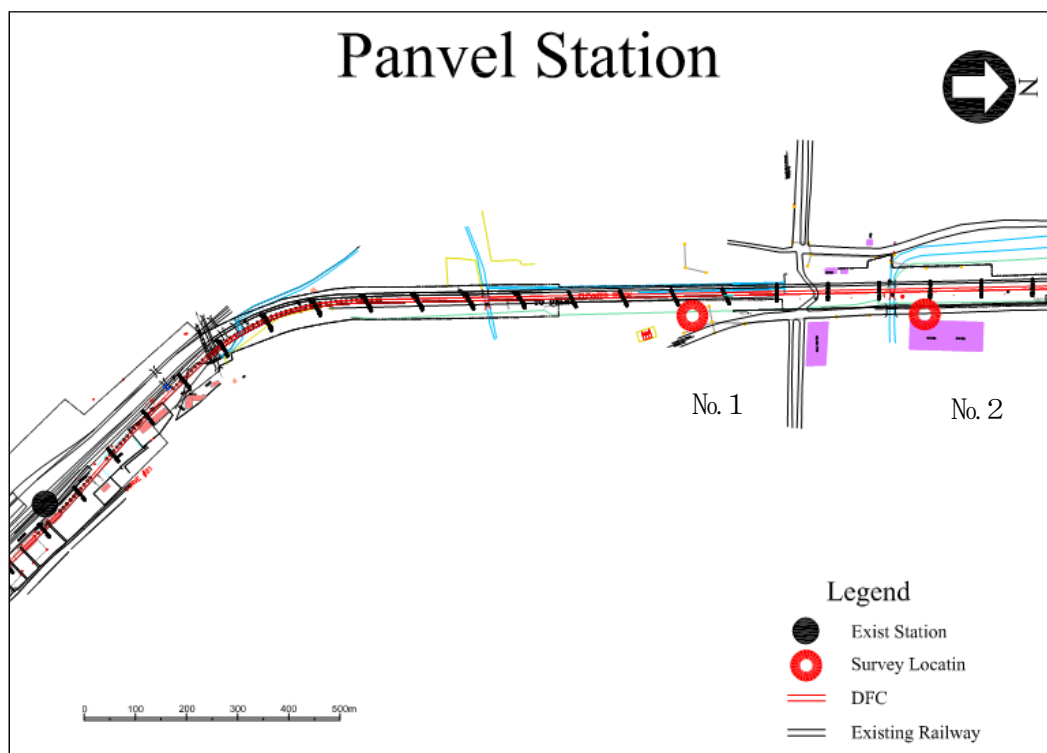 Panvel Station
N
№. 1
№. 2
Legend
Exist Station
Survey Locatin
DFC
Existing Railway
0 100 200 300 400 500m